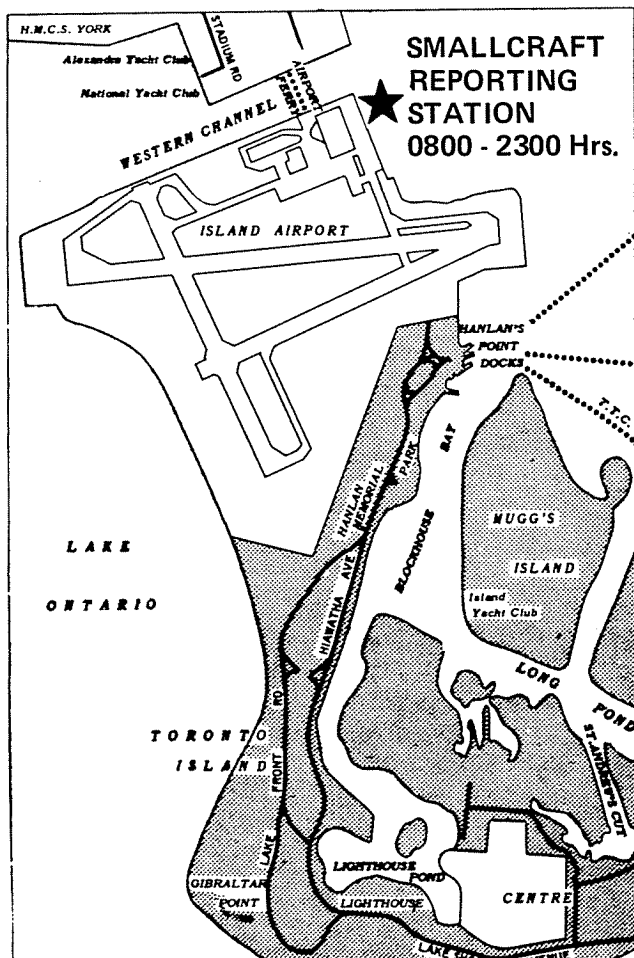 H.M.C.S. YORK
STADIUM RD
Alexandra Yacht Club
National Yacht Club
AIRPORT
FERRY
WESTERN CHANNEL
SMALLCRAFT
REPORTING
STATION
0800 - 2300 Hrs.
ISLAND AIRPORT
HANLAN'S
POINT
DOCKS
T.T.C.
BAY
BLOCKHOUSE
HANLAN
MEMORIAL
PARK
HIAWATHA AVE
MUGG'S
ISLAND
Island
Yacht Club
LAKE
ONTARIO
LONG
POND
ST. ANDREW'S CUT
TORONTO
ISLAND
LAKE FRONT RD
GIBRALTAR
POINT
LIGHTHOUSE
POND
LIGHTHOUSE
CENTRE
LAKE